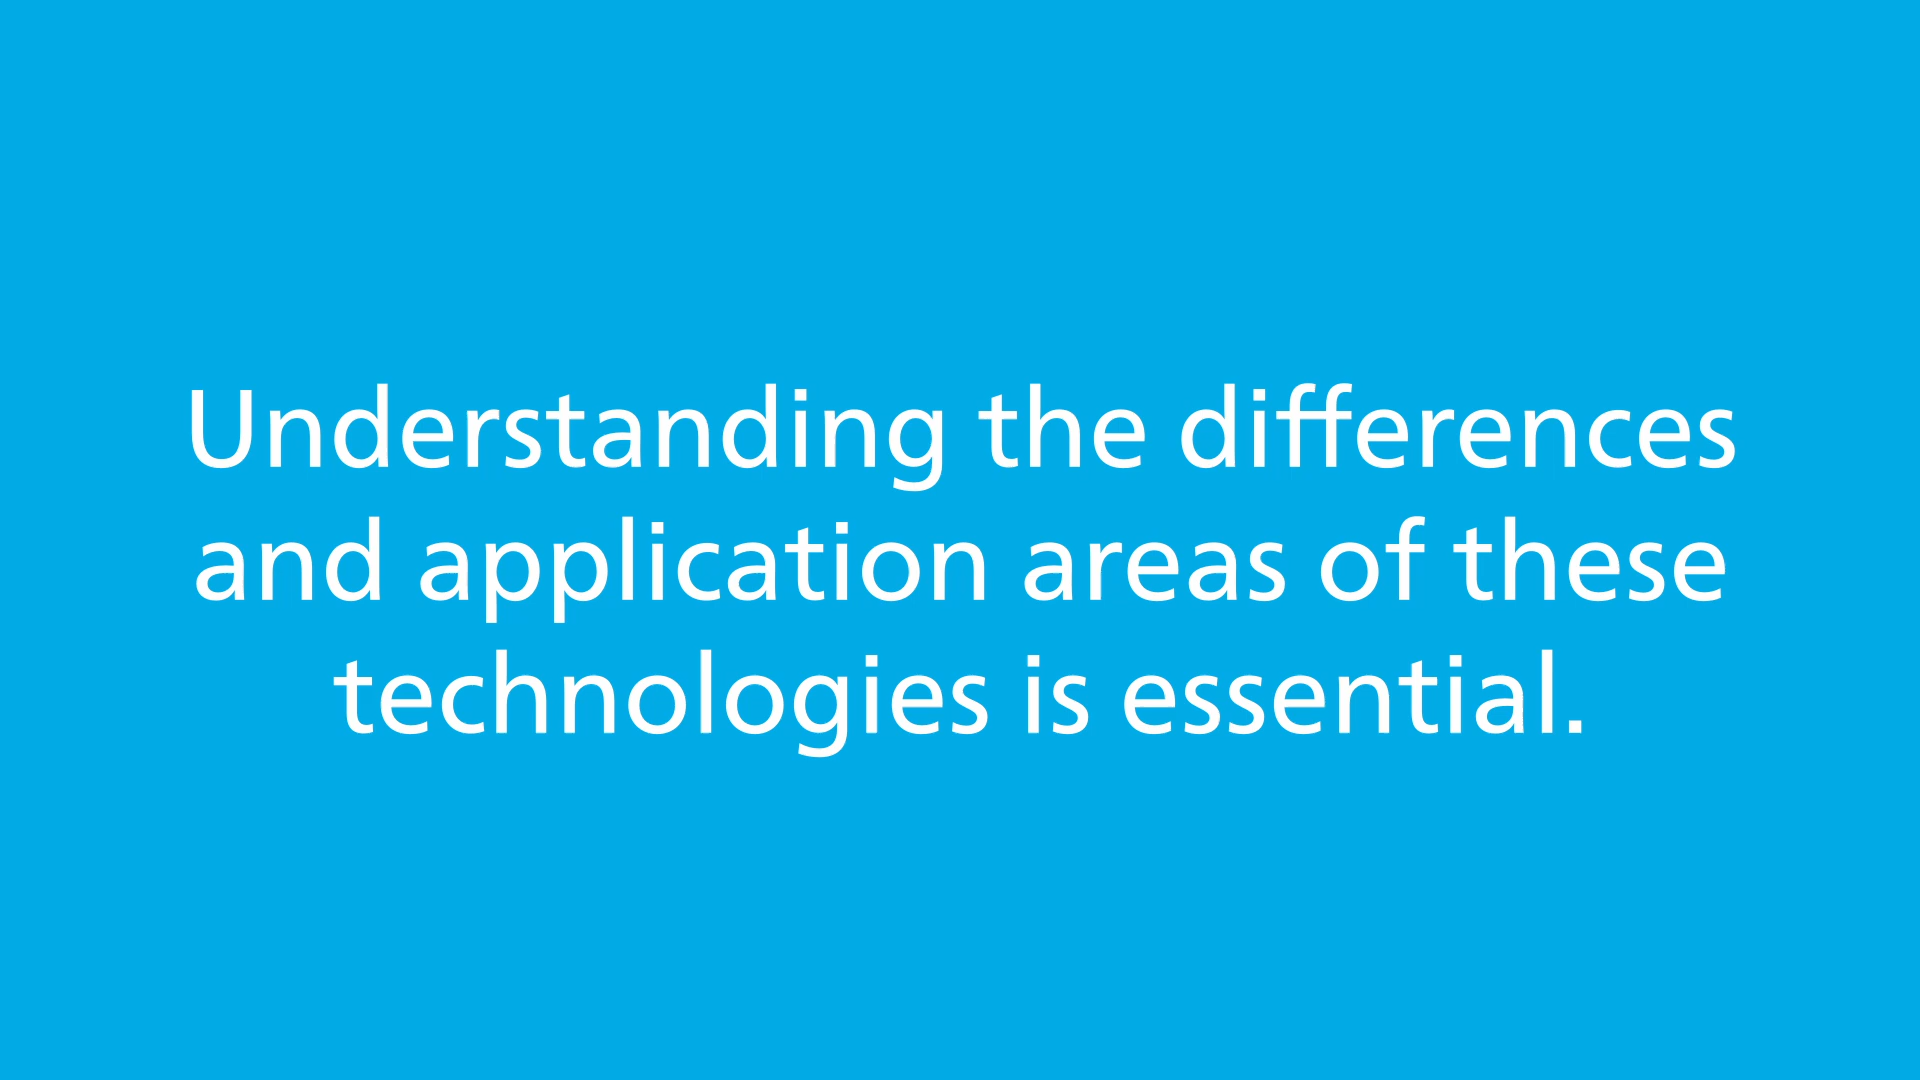 Understanding the differences
and application areas of these
technologies is essential.